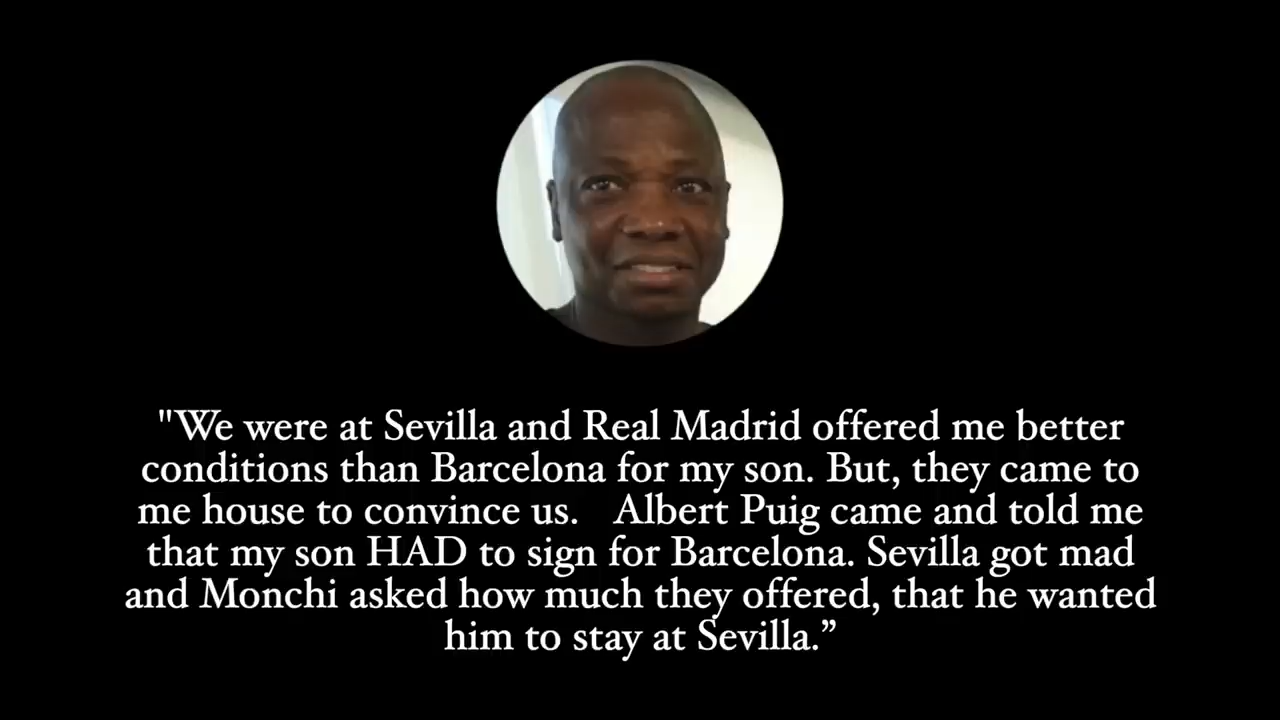 "We were at Sevilla and Real Madrid offered me better
conditions than Barcelona for my son. But, they came to
me house to convince us. Albert Puig came and told me
that my son HAD to sign for Barcelona. Sevilla got mad
and Monchi asked how much they offered, that he wanted
him to stay at Sevilla.”